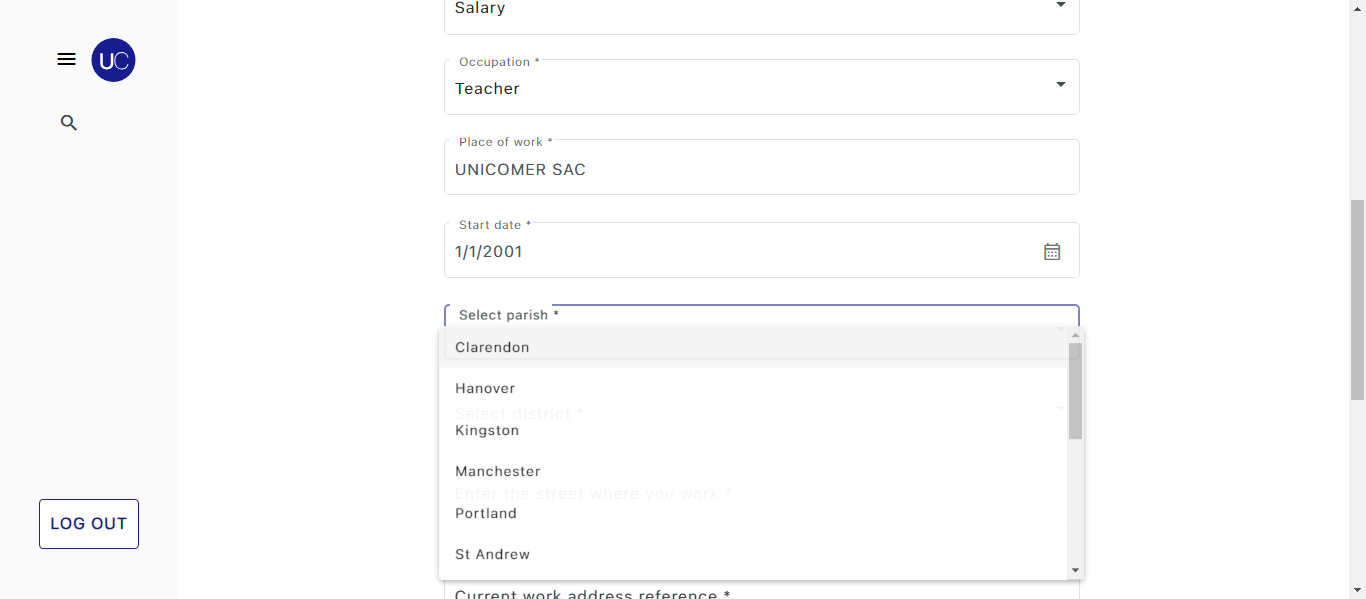 Salary
UC
Occupation *
Teacher
Place of work *
UNICOMER SAC
Start date *
1/1/2001
Select parish *
Clarendon
Hanover
Select district *
Kingston
Manchester
Enter the street where you work *
Portland
LOG OUT
St Andrew
Current work address reference *